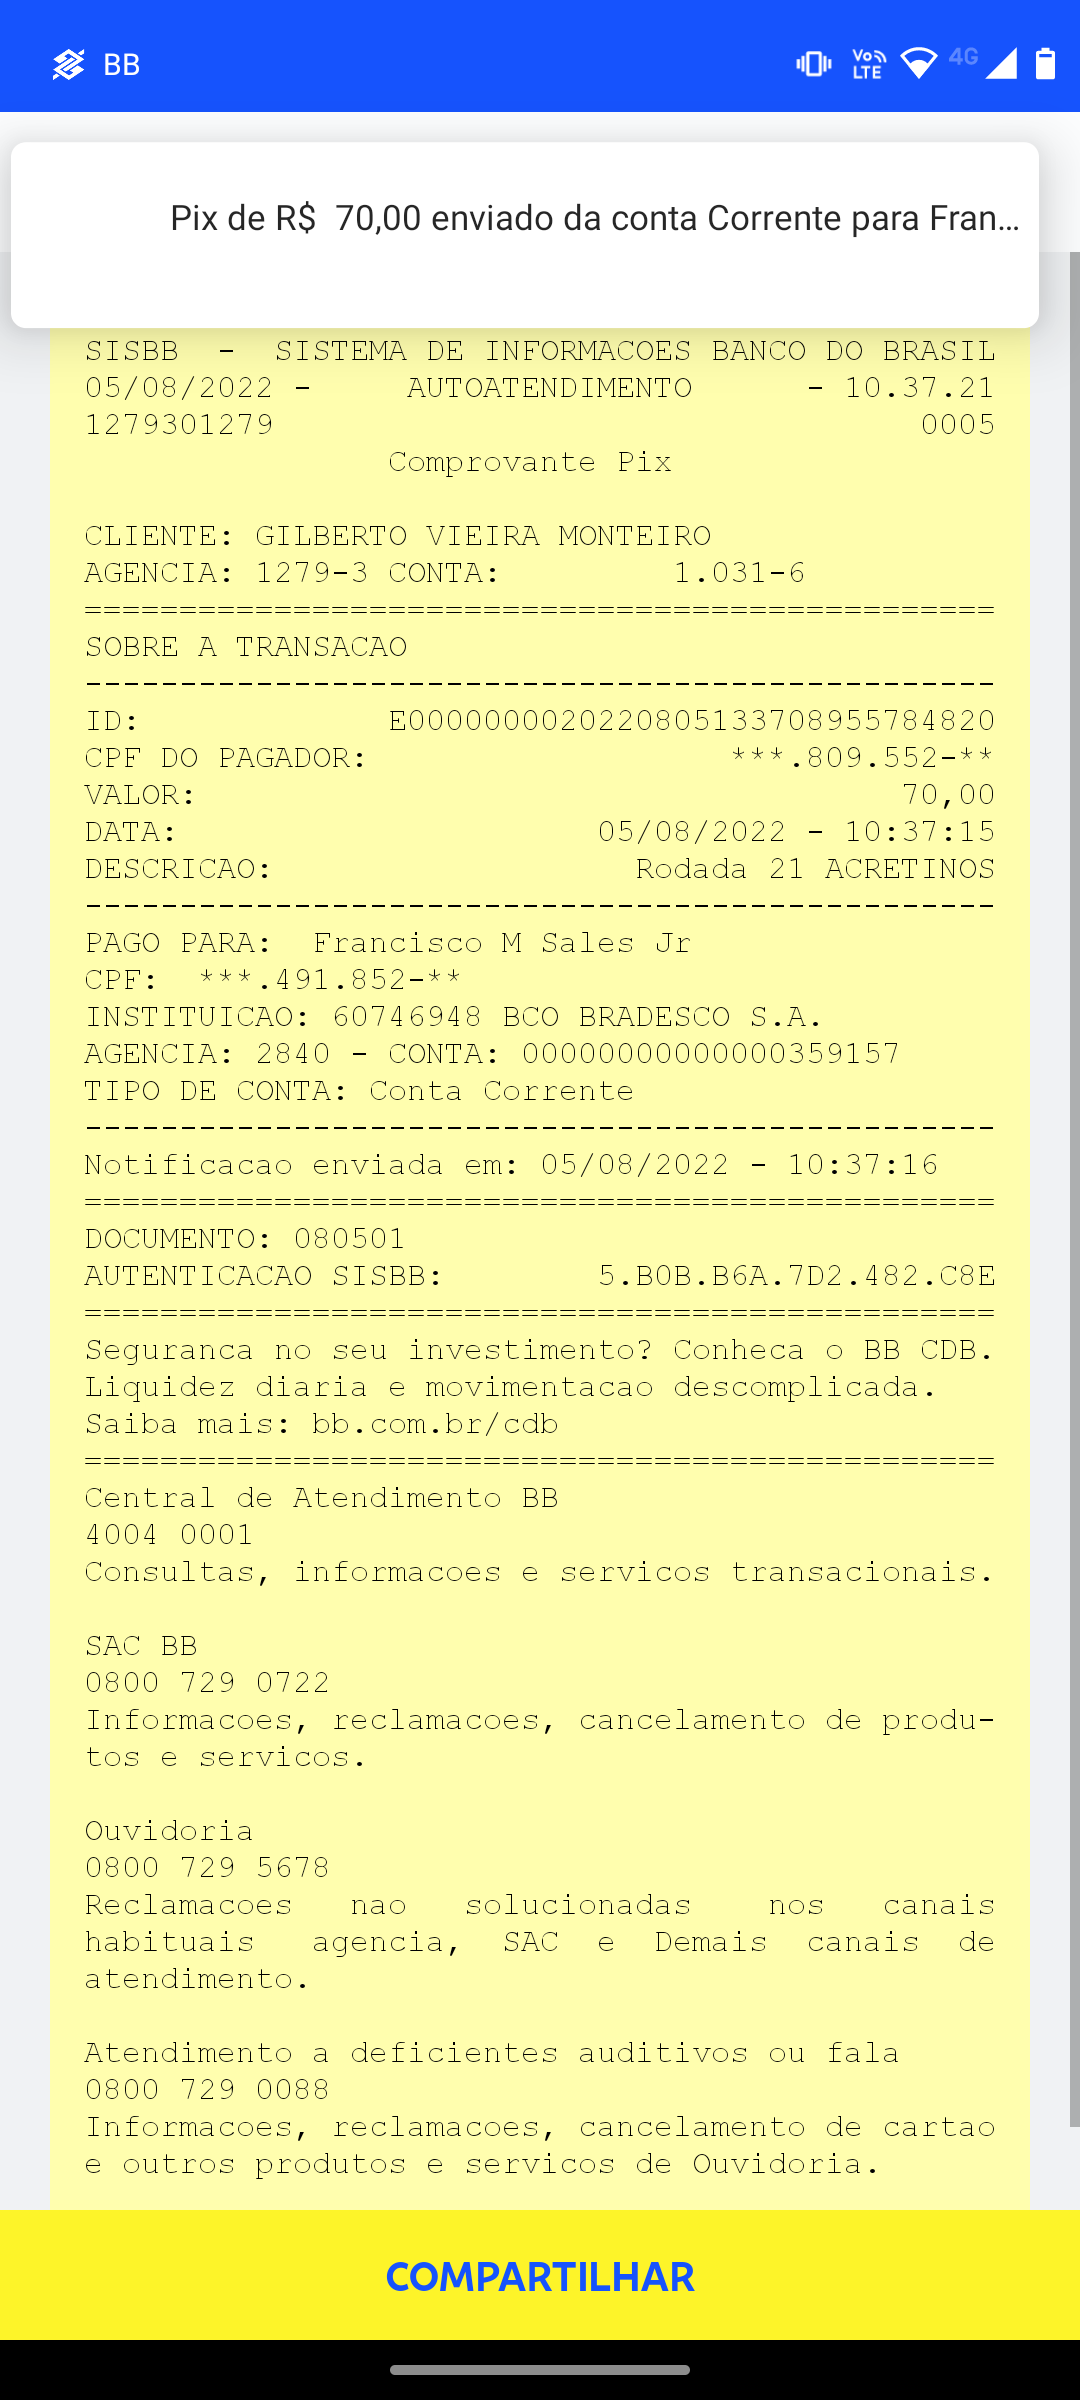 BB
Vo LTE 4G
Pix de R$ 70,00 enviado da conta Corrente para Fran...
SISBB - SISTEMA DE INFORMACOES BANCO DO BRASIL
05/08/2022 - AUTOATENDIMENTO - 10.37.21
1279301279 0005
Comprovante Pix
CLIENTE: GILBERTO VIEIRA MONTEIRO
AGENCIA: 1279-3 CONTA: 1.031-6
================================================
SOBRE A TRANSACAO
------------------------------------------------
ID: E0000000020220805133708955784820
CPF DO PAGADOR: ***.809.552-**
VALOR: 70,00
DATA: 05/08/2022 - 10:37:15
DESCRICAO: Rodada 21 ACRETINOS
------------------------------------------------
PAGO PARA: Francisco M Sales Jr
CPF: ***.491.852-**
INSTITUICAO: 60746948 BCO BRADESCO S.A.
AGENCIA: 2840 - CONTA: 00000000000000359157
TIPO DE CONTA: Conta Corrente
------------------------------------------------
Notificacao enviada em: 05/08/2022 - 10:37:16
================================================
DOCUMENTO: 080501
AUTENTICACAO SISBB: 5.B0B.B6A.7D2.482.C8E
================================================
Seguranca no seu investimento? Conheca o BB CDB.
Liquidez diaria e movimentacao descomplicada.
Saiba mais: bb.com.br/cdb
================================================
Central de Atendimento BB
4004 0001
Consultas, informacoes e servicos transacionais.
SAC BB
0800 729 0722
Informacoes, reclamacoes, cancelamento de produ-
tos e servicos.
Ouvidoria
0800 729 5678
Reclamacoes nao solucionadas nos canais
habituais agencia, SAC e Demais canais de
atendimento.
Atendimento a deficientes auditivos ou fala
0800 729 0088
Informacoes, reclamacoes, cancelamento de cartao
e outros produtos e servicos de Ouvidoria.
COMPARTILHAR